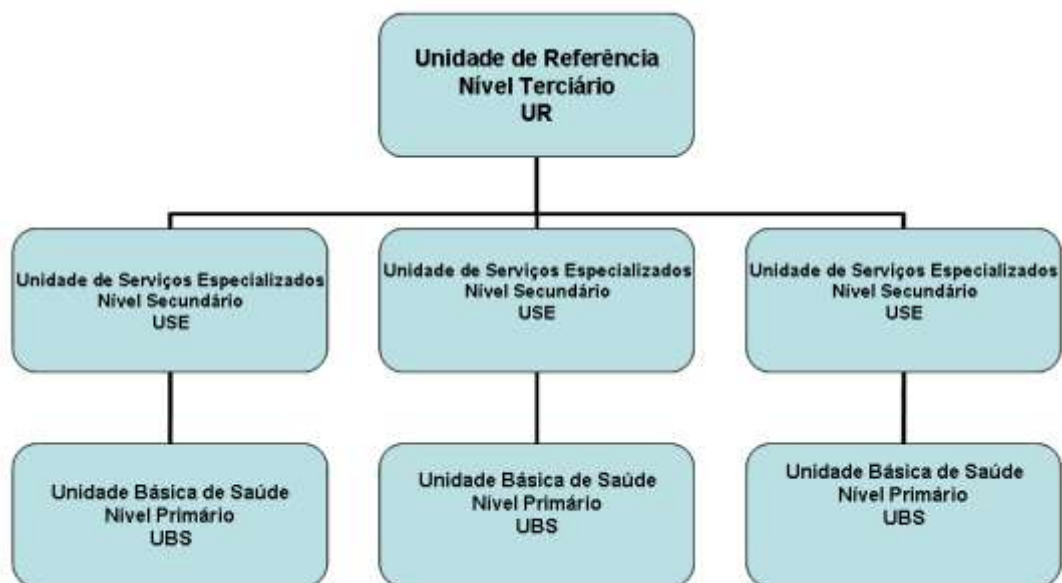 Unidade de Referência
Nível Terciário
UR
Unidade de Serviços Especializados
Nível Secundário
USE
Unidade de Serviços Especializados
Nível Secundário
USE
Unidade de Serviços Especializados
Nível Secundário
USE
Unidade Básica de Saúde
Nível Primário
UBS
Unidade Básica de Saúde
Nível Primário
UBS
Unidade Básica de Saúde
Nível Primário
UBS